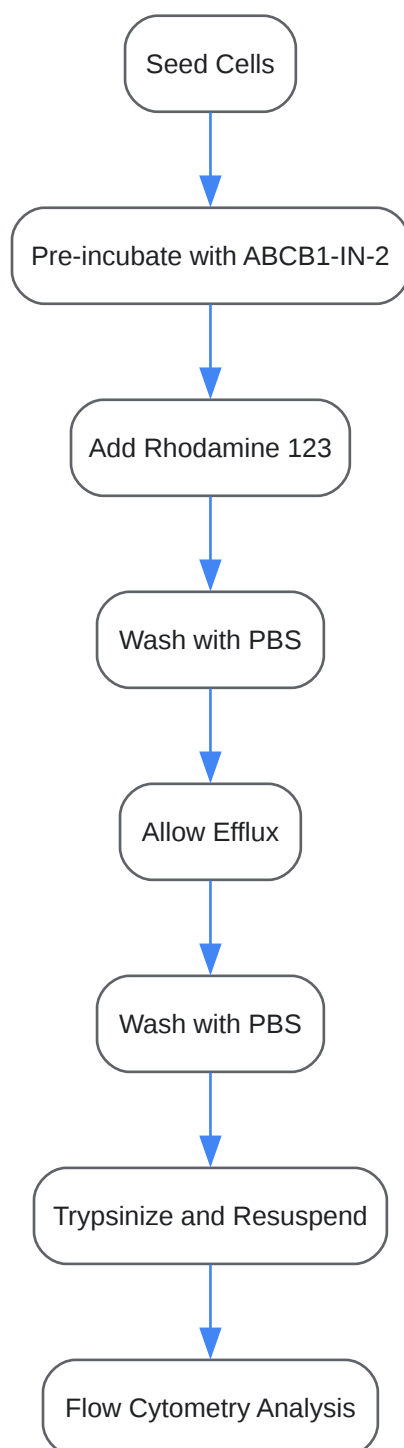 Seed Cells
Pre-incubate with ABCB1-IN-2
Add Rhodamine 123
Wash with PBS
Allow Efflux
Wash with PBS
Trypsinize and Resuspend
Flow Cytometry Analysis